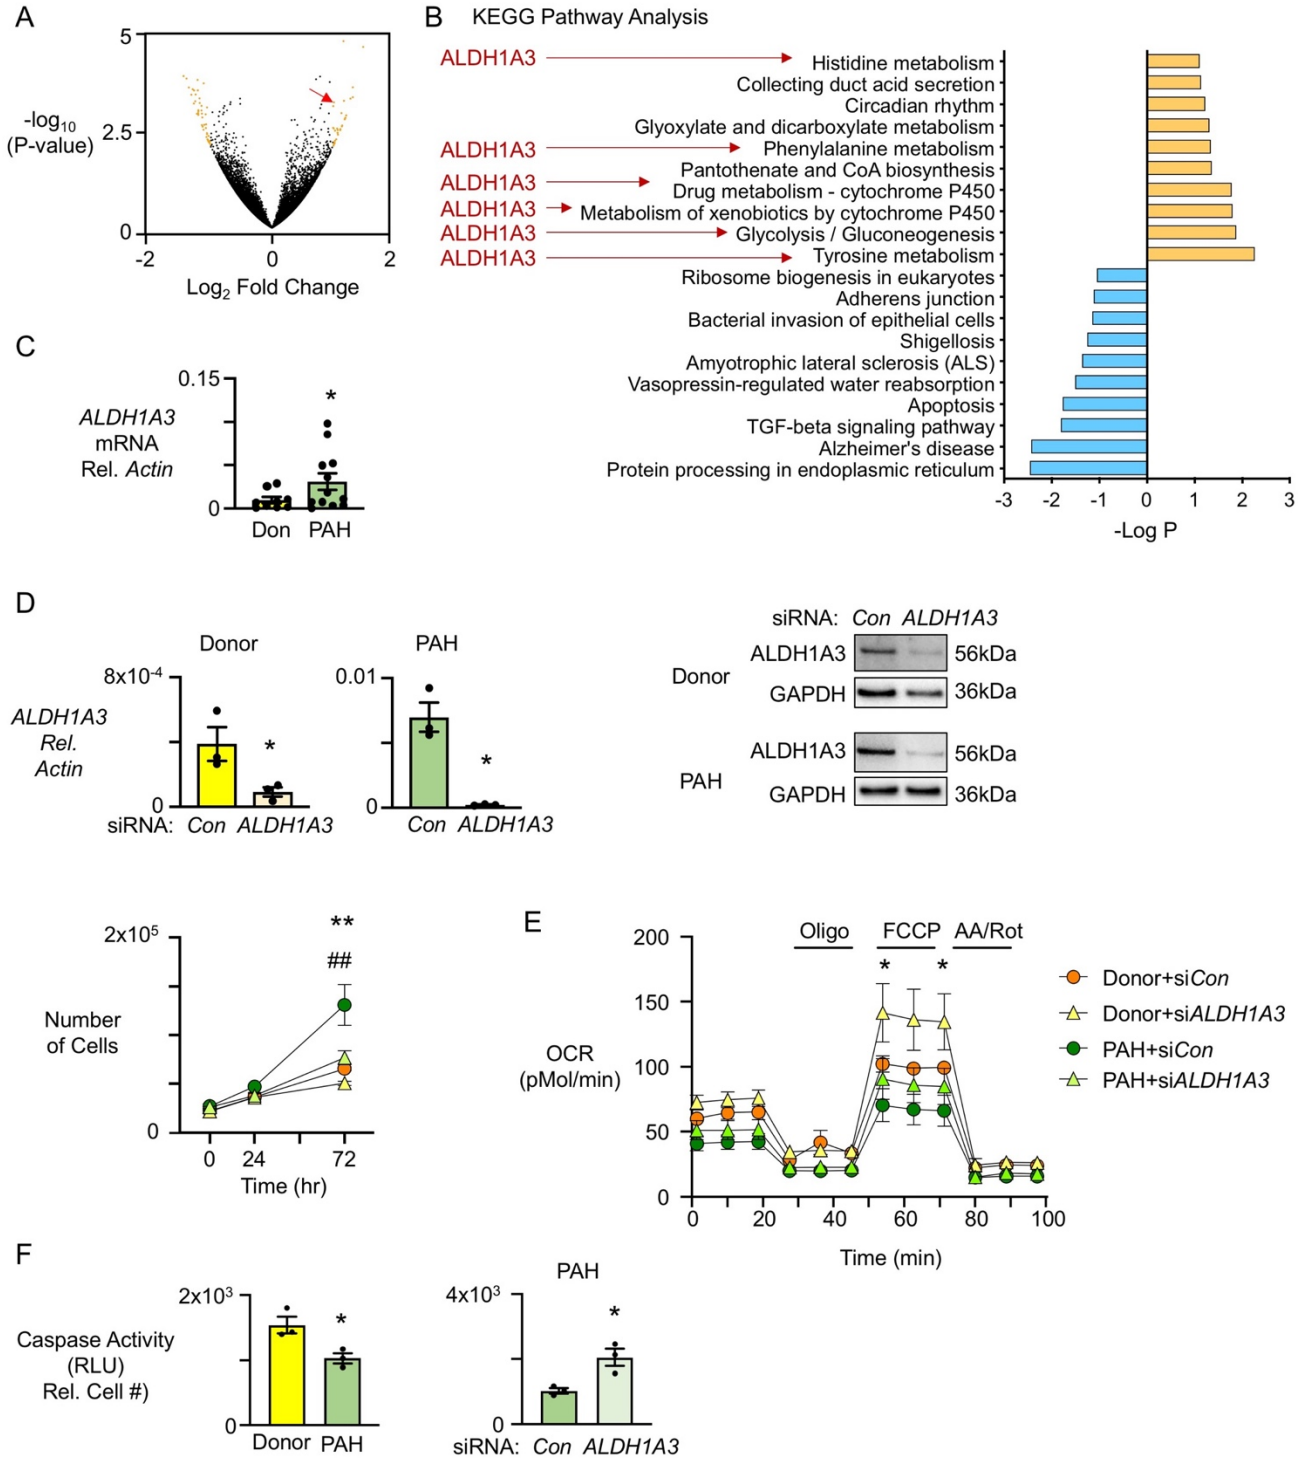 A
5
2.5
0
-log10
(P-value)
-2
0
2
Log2 Fold Change
B
KEGG Pathway Analysis
ALDH1A3
Histidine metabolism
Collecting duct acid secretion
Circadian rhythm
Glyoxylate and dicarboxylate metabolism
ALDH1A3
Phenylalanine metabolism
Pantothenate and CoA biosynthesis
ALDH1A3
Drug metabolism - cytochrome P450
ALDH1A3
Metabolism of xenobiotics by cytochrome P450
ALDH1A3
Glycolysis / Gluconeogenesis
ALDH1A3
Tyrosine metabolism
Ribosome biogenesis in eukaryotes
Adherens junction
Bacterial invasion of epithelial cells
Shigellosis
Amyotrophic lateral sclerosis (ALS)
Vasopressin-regulated water reabsorption
Apoptosis
TGF-beta signaling pathway
Alzheimer's disease
Protein processing in endoplasmic reticulum
-3
-2
-1
0
1
2
3
-Log P
C
0.15
0
ALDH1A3
mRNA
Rel. Actin
*
Don
PAH
D
Donor
8x10-4
0
ALDH1A3
Rel.
Actin
*
siRNA: Con ALDH1A3
PAH
0.01
0
*
Con ALDH1A3
siRNA: Con ALDH1A3
Donor
ALDH1A3
56kDa
GAPDH
36kDa
PAH
ALDH1A3
56kDa
GAPDH
36kDa
2x105
0
Number
of Cells
**
##
0
24
72
Time (hr)
E
200
150
100
50
0
OCR
(pMol/min)
Oligo
FCCP
AA/Rot
*
*
0
20
40
60
80
100
Time (min)
Donor+siCon
Donor+siALDH1A3
PAH+siCon
PAH+siALDH1A3
F
2x103
0
Caspase Activity
(RLU)
Rel. Cell #)
*
Donor
PAH
PAH
4x103
0
*
siRNA: Con ALDH1A3